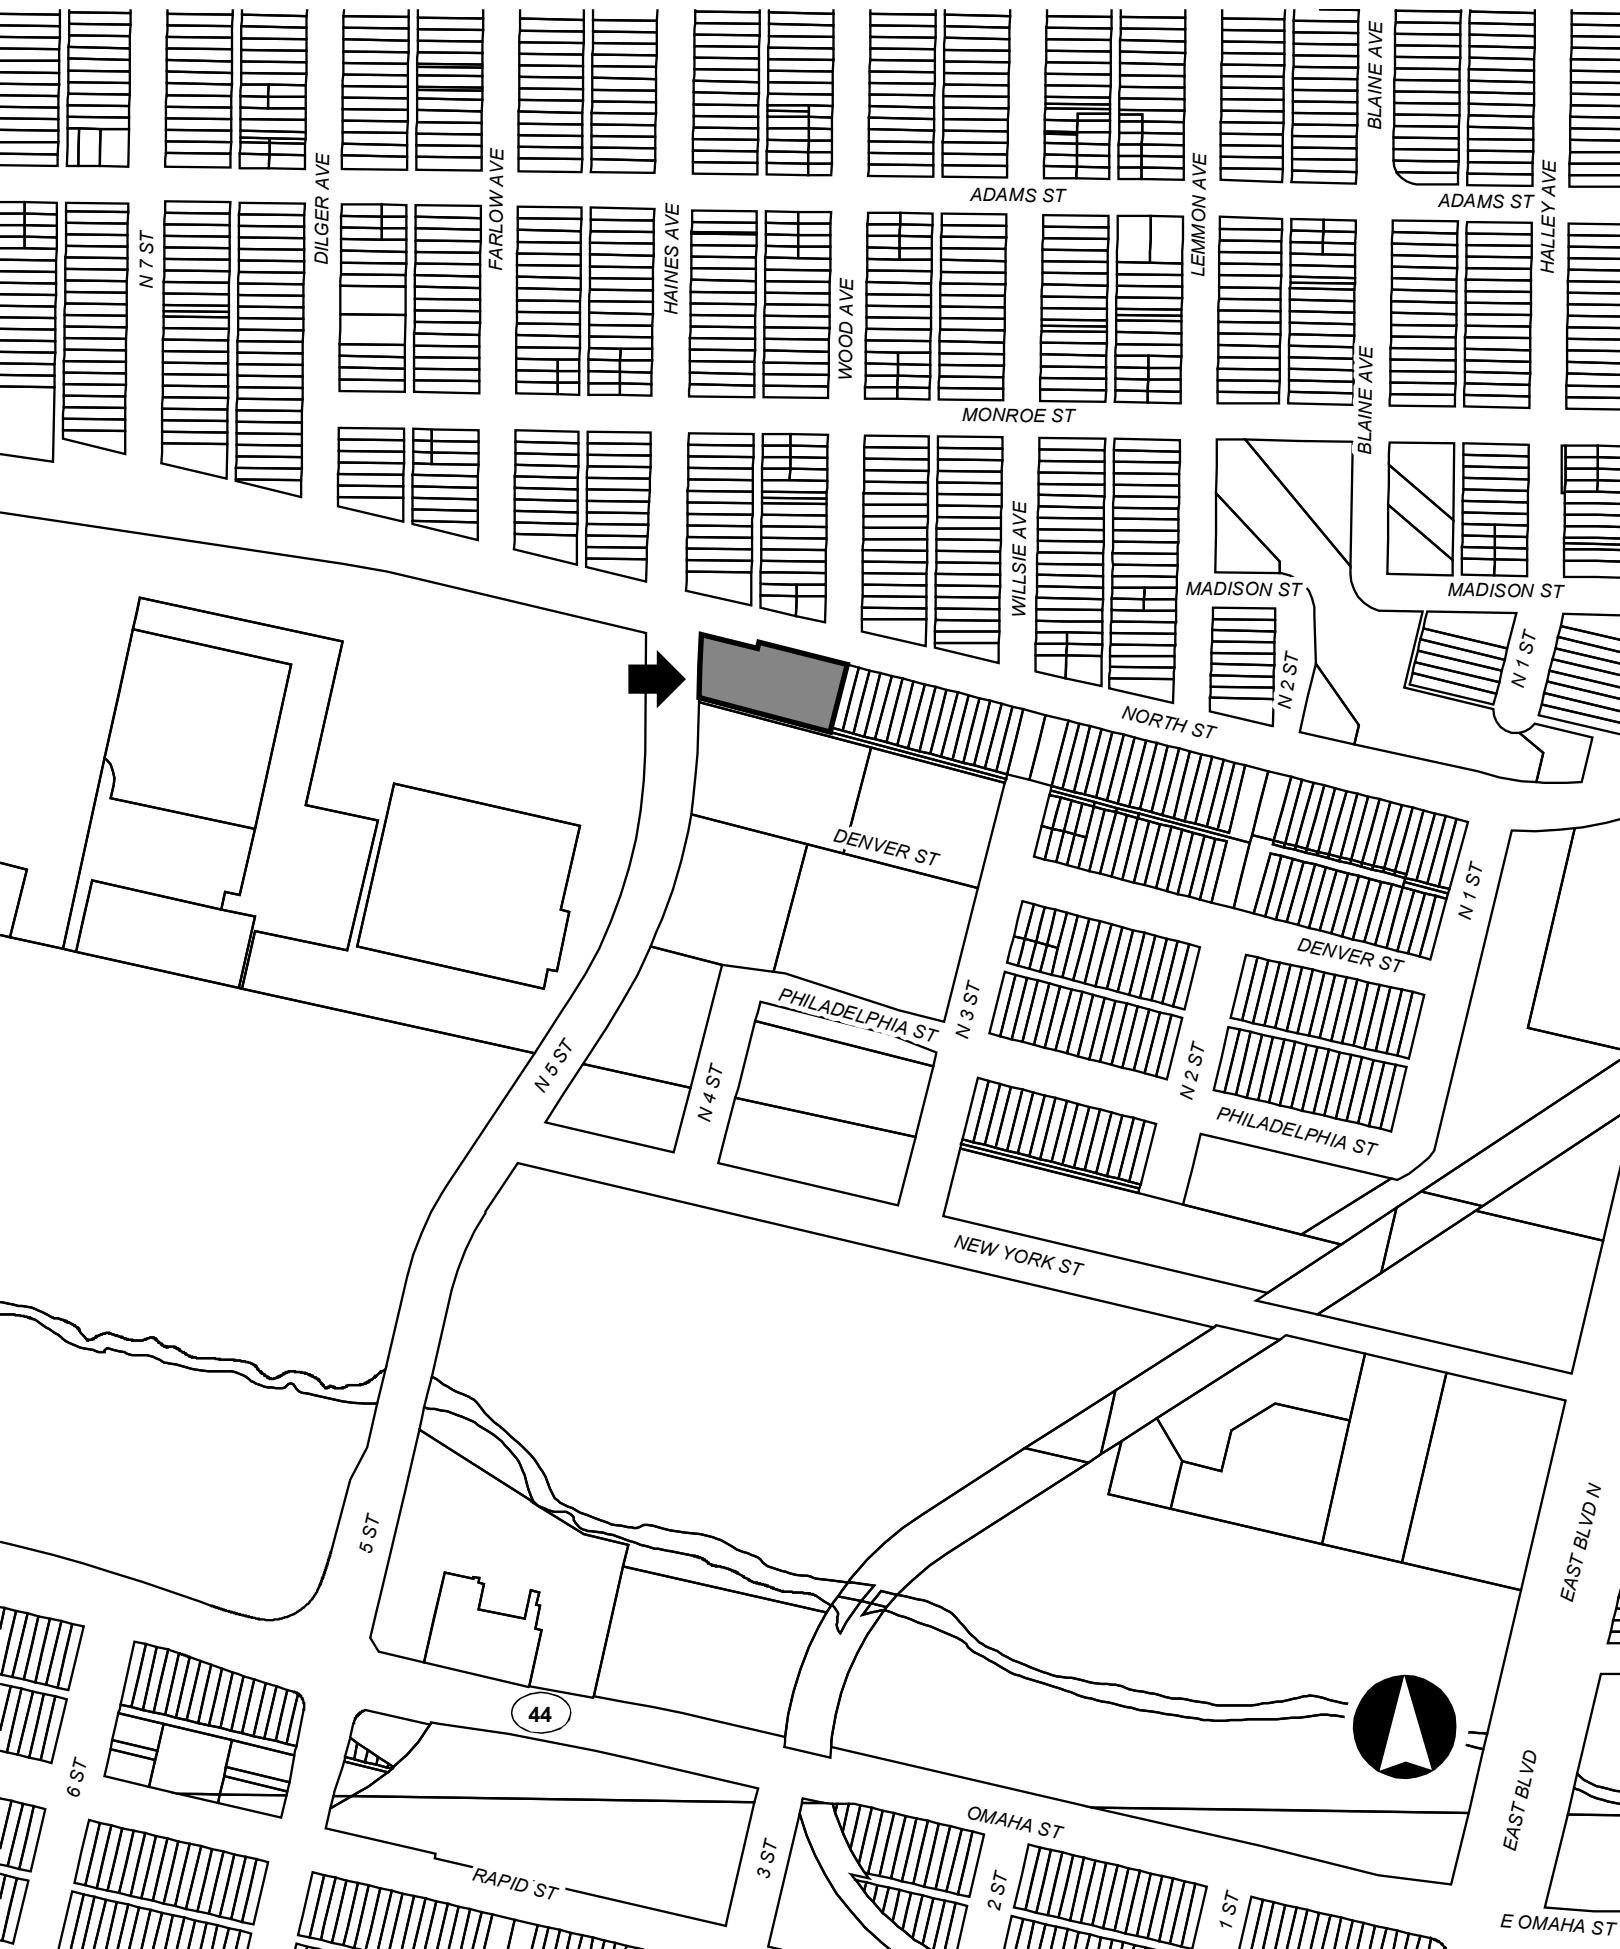 BLAINE AVE
ADAMS ST
ADAMS ST
N 7 ST
DILGER AVE
FARLOW AVE
HAINES AVE
WOOD AVE
LEMMON AVE
HALLEY AVE
MONROE ST
BLAINE AVE
WILLSIE AVE
MADISON ST
MADISON ST
N 2 ST
N 1 ST
NORTH ST
DENVER ST
N 1 ST
DENVER ST
PHILADELPHIA ST
N 3 ST
N 5 ST
N 4 ST
N 2 ST
PHILADELPHIA ST
NEW YORK ST
5 ST
EAST BLVD N
44
6 ST
EAST BLVD
OMAHA ST
3 ST
RAPID ST
2 ST
1 ST
E OMAHA ST